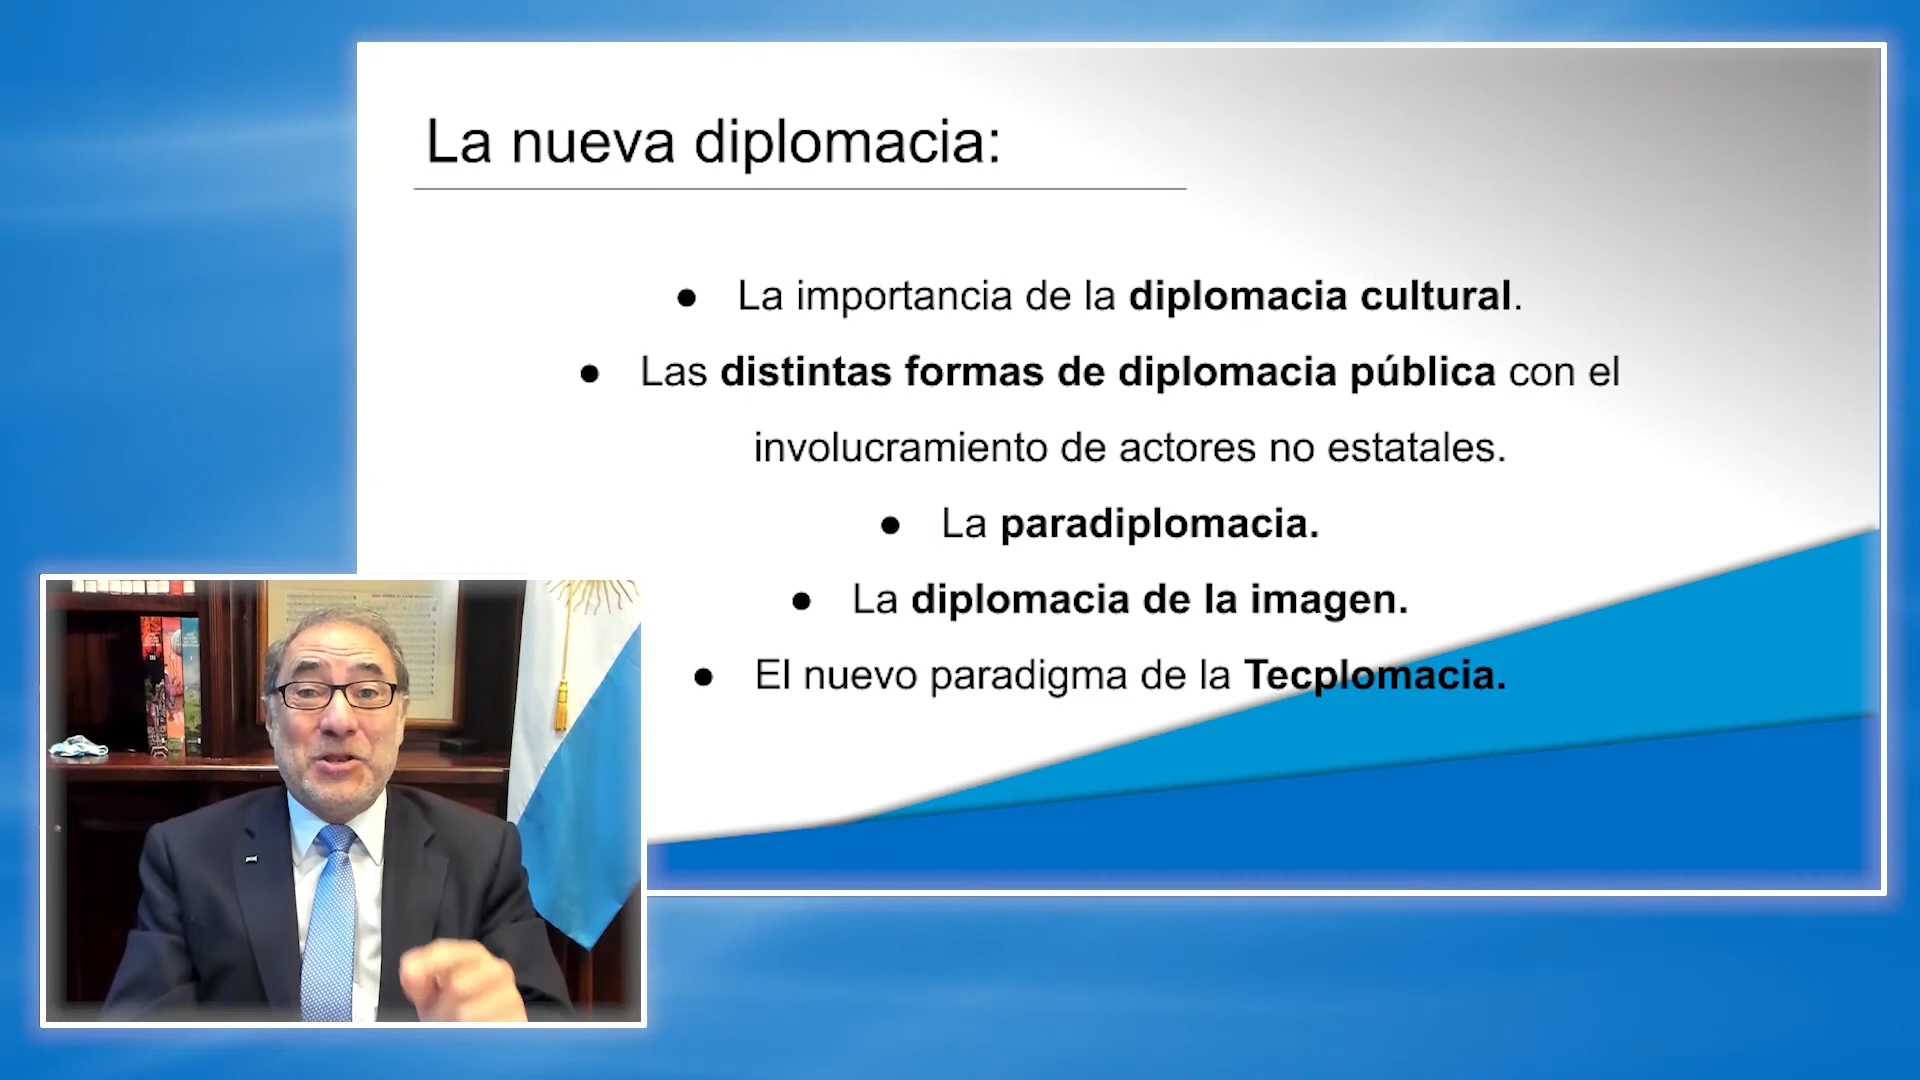 La nueva diplomacia:
● La importancia de la diplomacia cultural.
● Las distintas formas de diplomacia pública con el
involucramiento de actores no estatales.
● La paradiplomacia.
● La diplomacia de la imagen.
● El nuevo paradigma de la Tecplomacia.